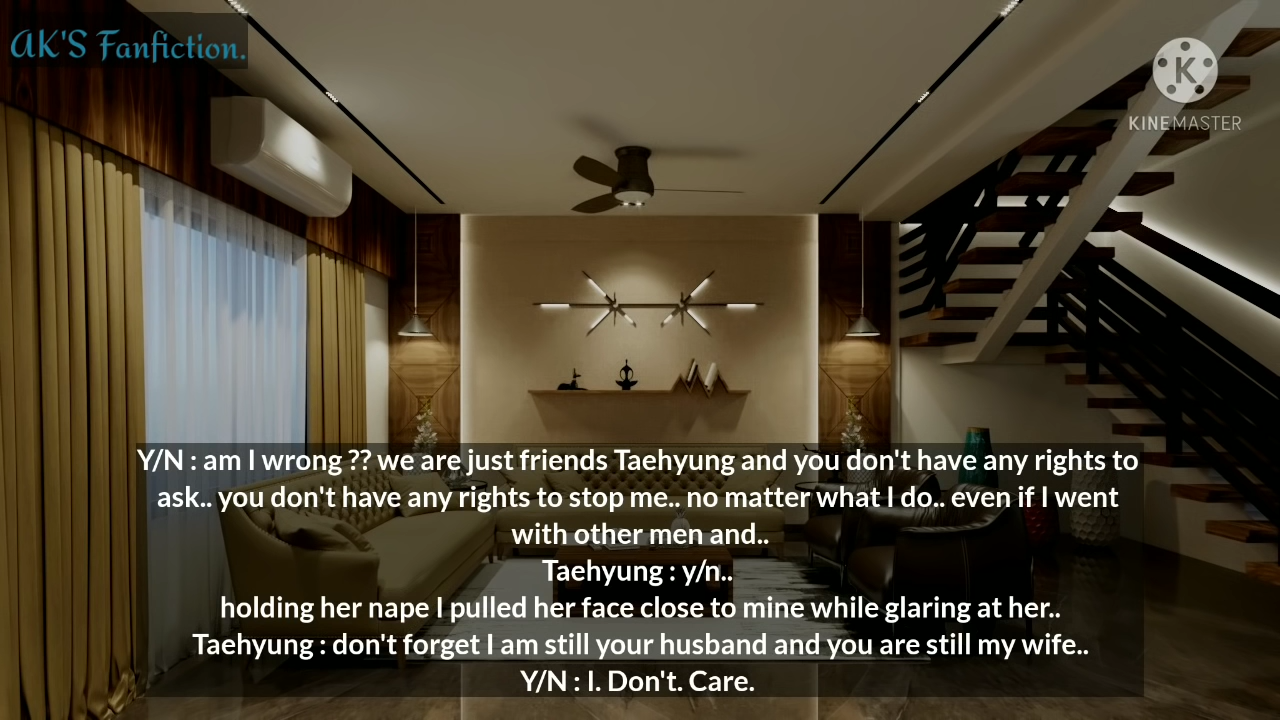 AK'S Fanfiction.
K
KINEMASTER
Y/N : am I wrong ?? we are just friends Taehyung and you don't have any rights to
ask.. you don't have any rights to stop me.. no matter what I do.. even if I went
with other men and..
Taehyung : y/n..
holding her nape I pulled her face close to mine while glaring at her..
Taehyung : don't forget I am still your husband and you are still my wife..
Y/N : I. Don't. Care.